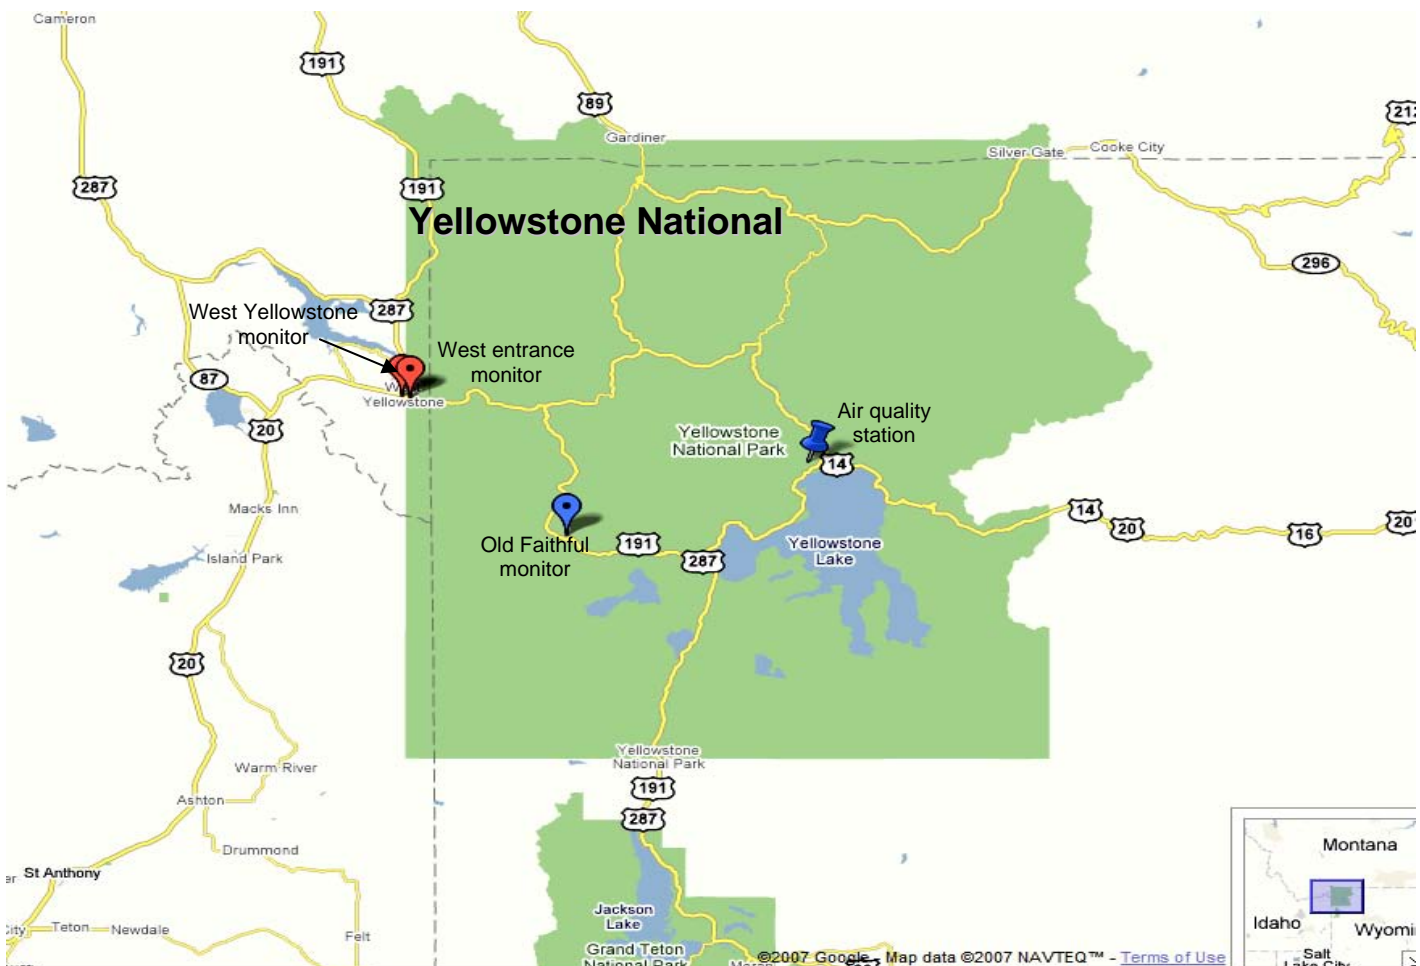 Cameron
191
89
212
Gardiner
Silver Gate
Cooke City
287
191
Yellowstone National
296
West Yellowstone
monitor
287
West entrance
monitor
87
Yellowstone
20
Air quality
station
Yellowstone
National Park
14
Macks Inn
14
20
16
20
Old Faithful
monitor
191
287
Yellowstone
Lake
Island Park
20
Yellowstone
National Park
Warm River
191
Ashton
287
Drummond
Montana
St Anthony
Jackson
Lake
Idaho
Teton
Newdale
Felt
Grand Teton
National Park
©2007 Google - Map data ©2007 NAVTEQ™ - Terms of Use
Salt
Lake City